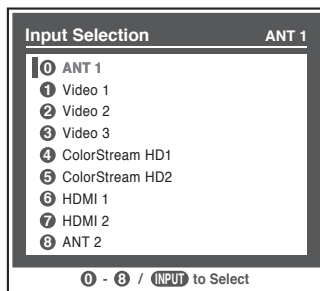 Input Selection ANT 1
0 ANT 1
1 Video 1
2 Video 2
3 Video 3
4 ColorStream HD1
5 ColorStream HD2
6 HDMI 1
7 HDMI 2
8 ANT 2
0 - 8 / INPUT to Select